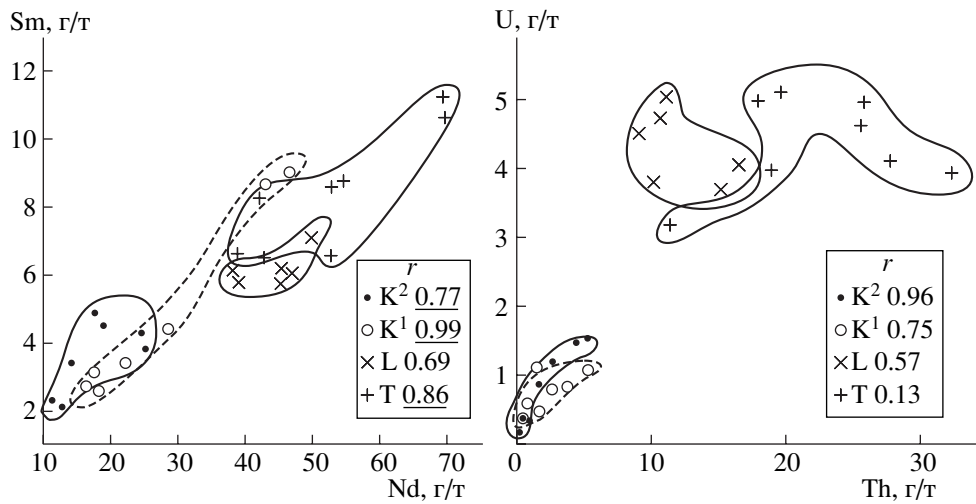 Sm, г/т
12
10
8
6
4
2
10 20 30 40 50 60 70
Nd, г/т
r
K² 0.77
K¹ 0.99
L 0.69
T 0.86
U, г/т
5
4
3
2
1
0 10 20 30
Th, г/т
r
K² 0.96
K¹ 0.75
L 0.57
T 0.13